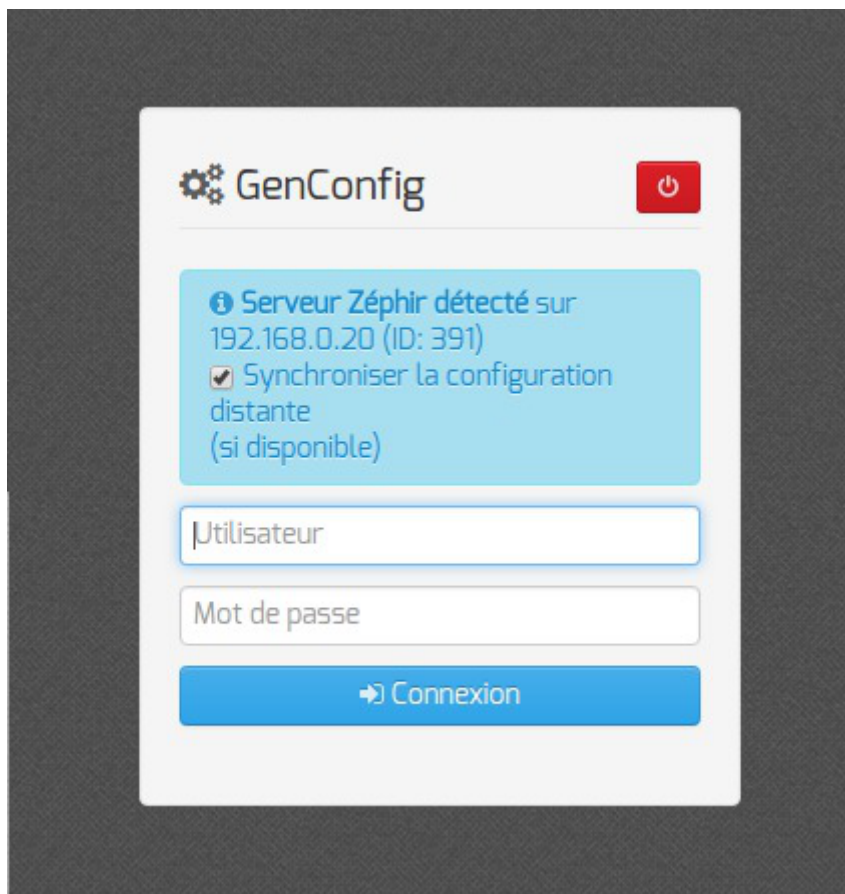 GenConfig
Serveur Zéphir détecté sur
192.168.0.20 (ID: 391)
Synchroniser la configuration
distante
(si disponible)
Utilisateur
Mot de passe
Connexion